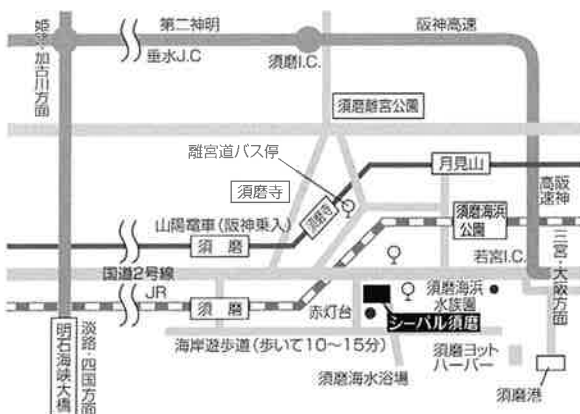 姫路・加古川方面
第二神明
阪神高速
垂水J.C
須磨I.C.
須磨離宮公園
離宮道バス停
月見山
須磨寺
須磨寺
阪神高速
山陽電車(阪神乗入)
須磨海浜公園
須磨
三宮・大阪方面
国道2号線
若宮I.C.
JR
須磨
赤灯台
須磨海浜水族園
シーパル須磨
明石海峡大橋
淡路・四国方面
海岸遊歩道(歩いて10〜15分)
須磨海水浴場
須磨ヨットハーバー
須磨港